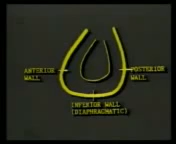 ANTERIOR
WALL
POSTERIOR
WALL
INFERIOR WALL
(DIAPHRAGMATIC)